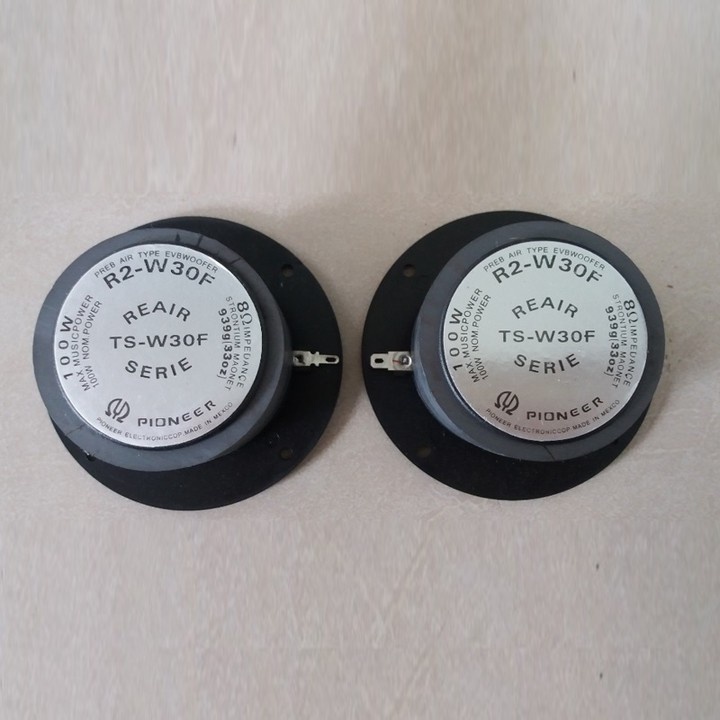 PREB AIR TYPE EVBWOOFER
R2-W30F
100W
MAX.MUSICPOWER
100W NOM.POWER
REAIR
TS-W30F
SERIE
8Ω IMPEDANCE
STRONTIUM MAGNET
939g(33oz)
PIONEER
PIONEER ELECTRONICCOP MADE IN MEXCO
PREB AIR TYPE EVBWOOFER
R2-W30F
100W
MAX.MUSICPOWER
100W NOM.POWER
REAIR
TS-W30F
SERIE
8Ω IMPEDANCE
STRONTIUM MAGNET
939g(33oz)
PIONEER
PIONEER ELECTRONICCOP MADE IN MEXCO